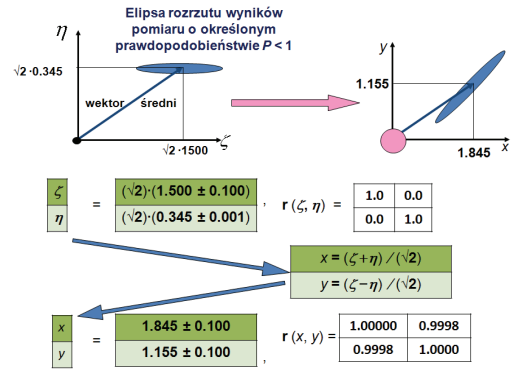 Elipsa rozrzutu wyników
pomiaru o określonym
prawdopodobieństwie P < 1
η
√2·0.345
wektor średni
√2·1500
ζ
y
1.155
1.845
x
ζ = (√2)·(1.500 ± 0.100) , r (ζ, η) = 1.0 0.0
η (√2)·(0.345 ± 0.001) 0.0 1.0
x = (ζ+η) /(√2)
y = (ζ−η) /(√2)
x = 1.845 ± 0.100 , r (x, y) = 1.00000 0.9998
y 1.155 ± 0.100 0.9998 1.0000